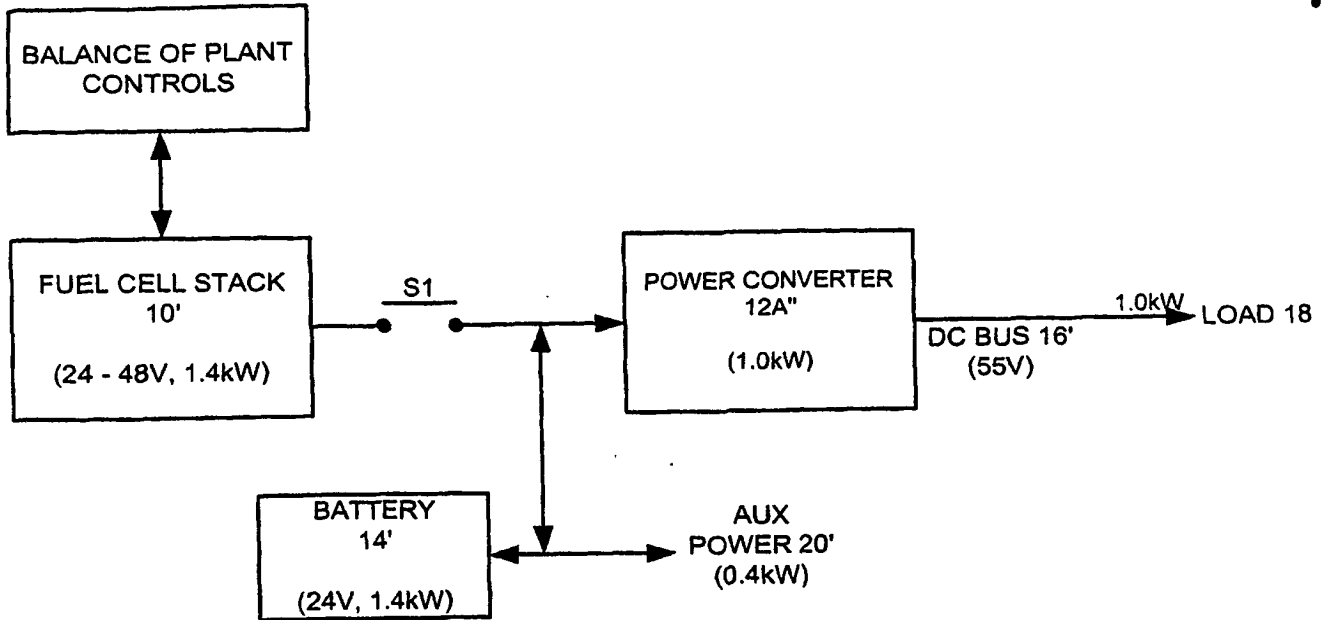 BALANCE OF PLANT
CONTROLS
FUEL CELL STACK
10'
(24 - 48V, 1.4kW)
S1
POWER CONVERTER
12A"
(1.0kW)
1.0kW
LOAD 18
DC BUS 16'
(55V)
BATTERY
14'
(24V, 1.4kW)
AUX
POWER 20'
(0.4kW)